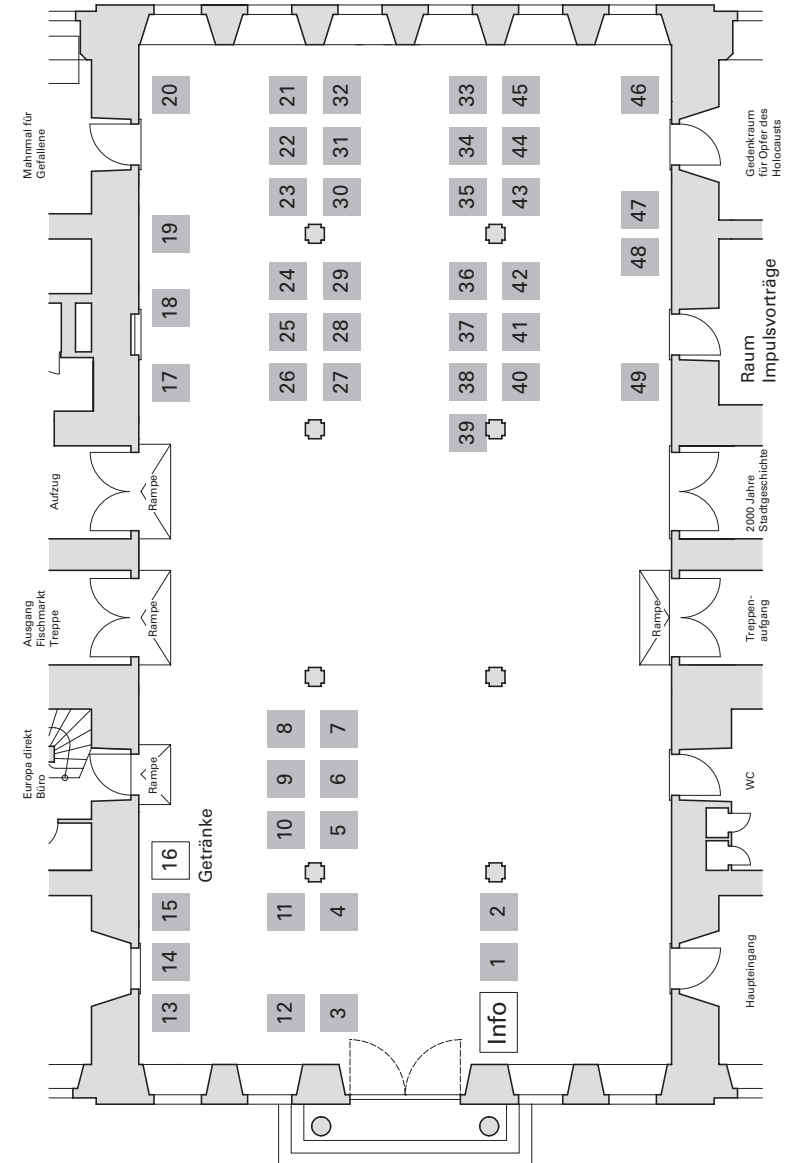 Europa direkt
Büro
Ausgang
Fischmarkt
Treppe
Aufzug
Mahnmal für
Gefallene
Rampe
Rampe
Rampe
13 14 15 16 17 18 19 20
Getränke
12 11 10 9 8 26 25 24 23 22 21
3 4 5 6 7 27 28 29 30 31 32
39 38 37 36 35 34 33
Info 1 2 40 41 42 43 44 45
Rampe
49 48 47 46
Haupteingang
WC
Treppen-
aufgang
2000 Jahre
Stadtgeschichte
Raum
Impulsvorträge
Gedenkraum
für Opfer des
Holocausts